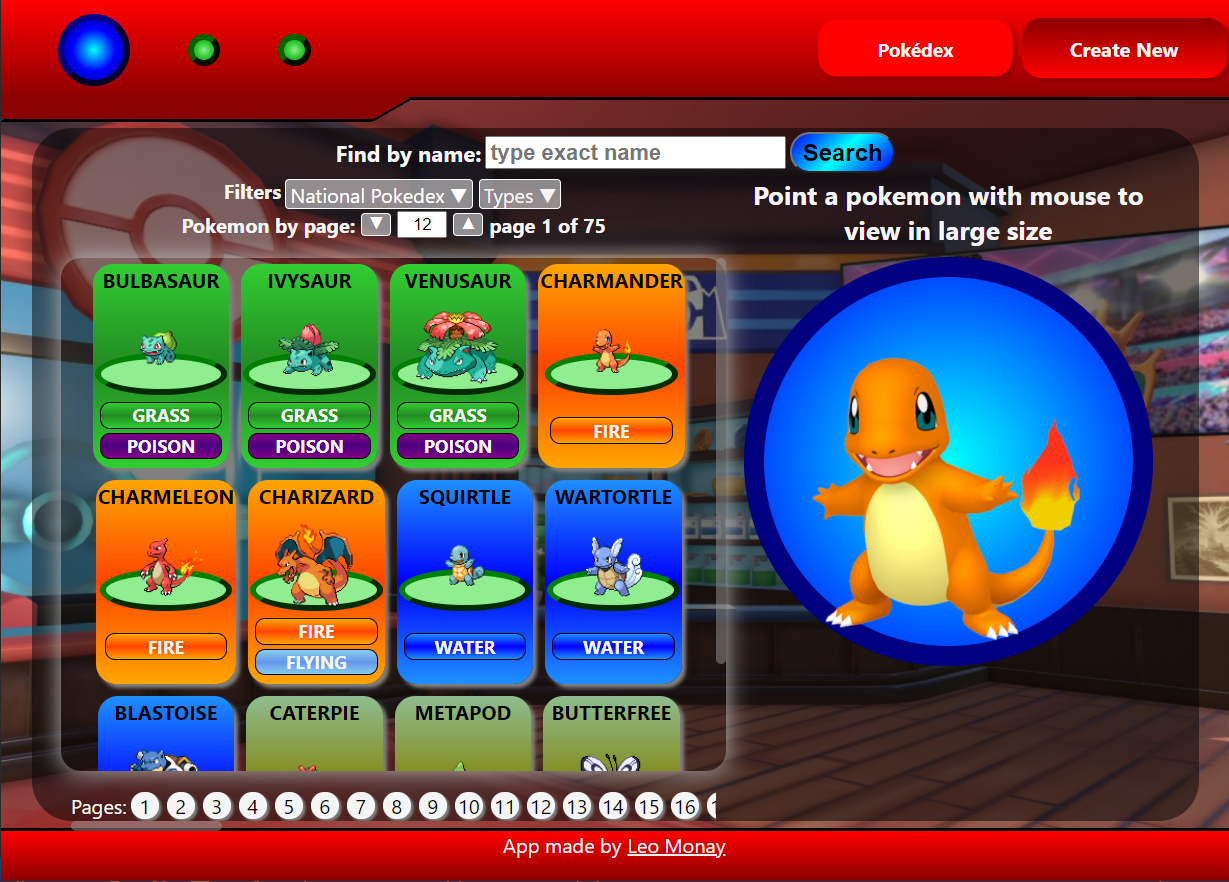 Pokédex
Create New
Find by name: type exact name Search
Filters National Pokedex ▼ Types ▼
Pokemon by page: ▼ 12 ▲ page 1 of 75
Point a pokemon with mouse to
view in large size
BULBASAUR IVYSAUR VENUSAUR CHARMANDER
GRASS GRASS GRASS FIRE
POISON POISON POISON
CHARMELEON CHARIZARD SQUIRTLE WARTORTLE
FIRE FIRE WATER WATER
FLYING
BLASTOISE CATERPIE METAPOD BUTTERFREE
Pages: 1 2 3 4 5 6 7 8 9 10 11 12 13 14 15 16
App made by Leo Monay